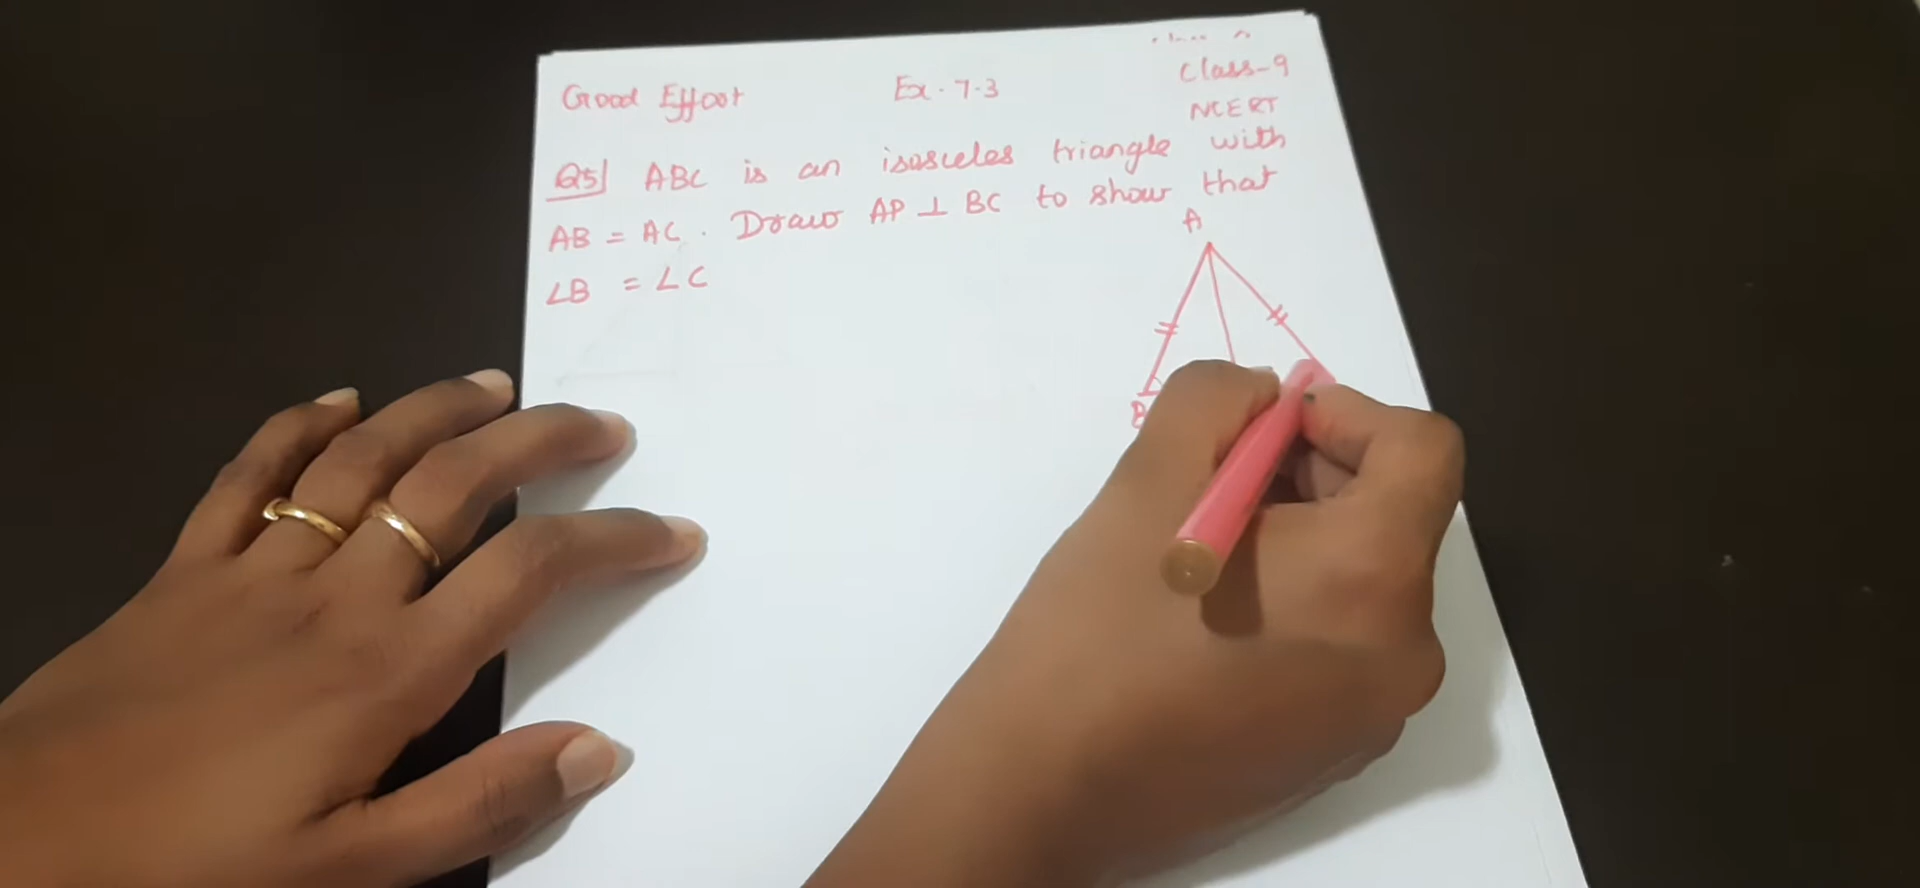 Good Effort
Ex. 7.3
Class-9
NCERT
Q5) ABC is an isosceles triangle with
AB = AC. Draw AP ⊥ BC to show that
∠B = ∠C
A
B